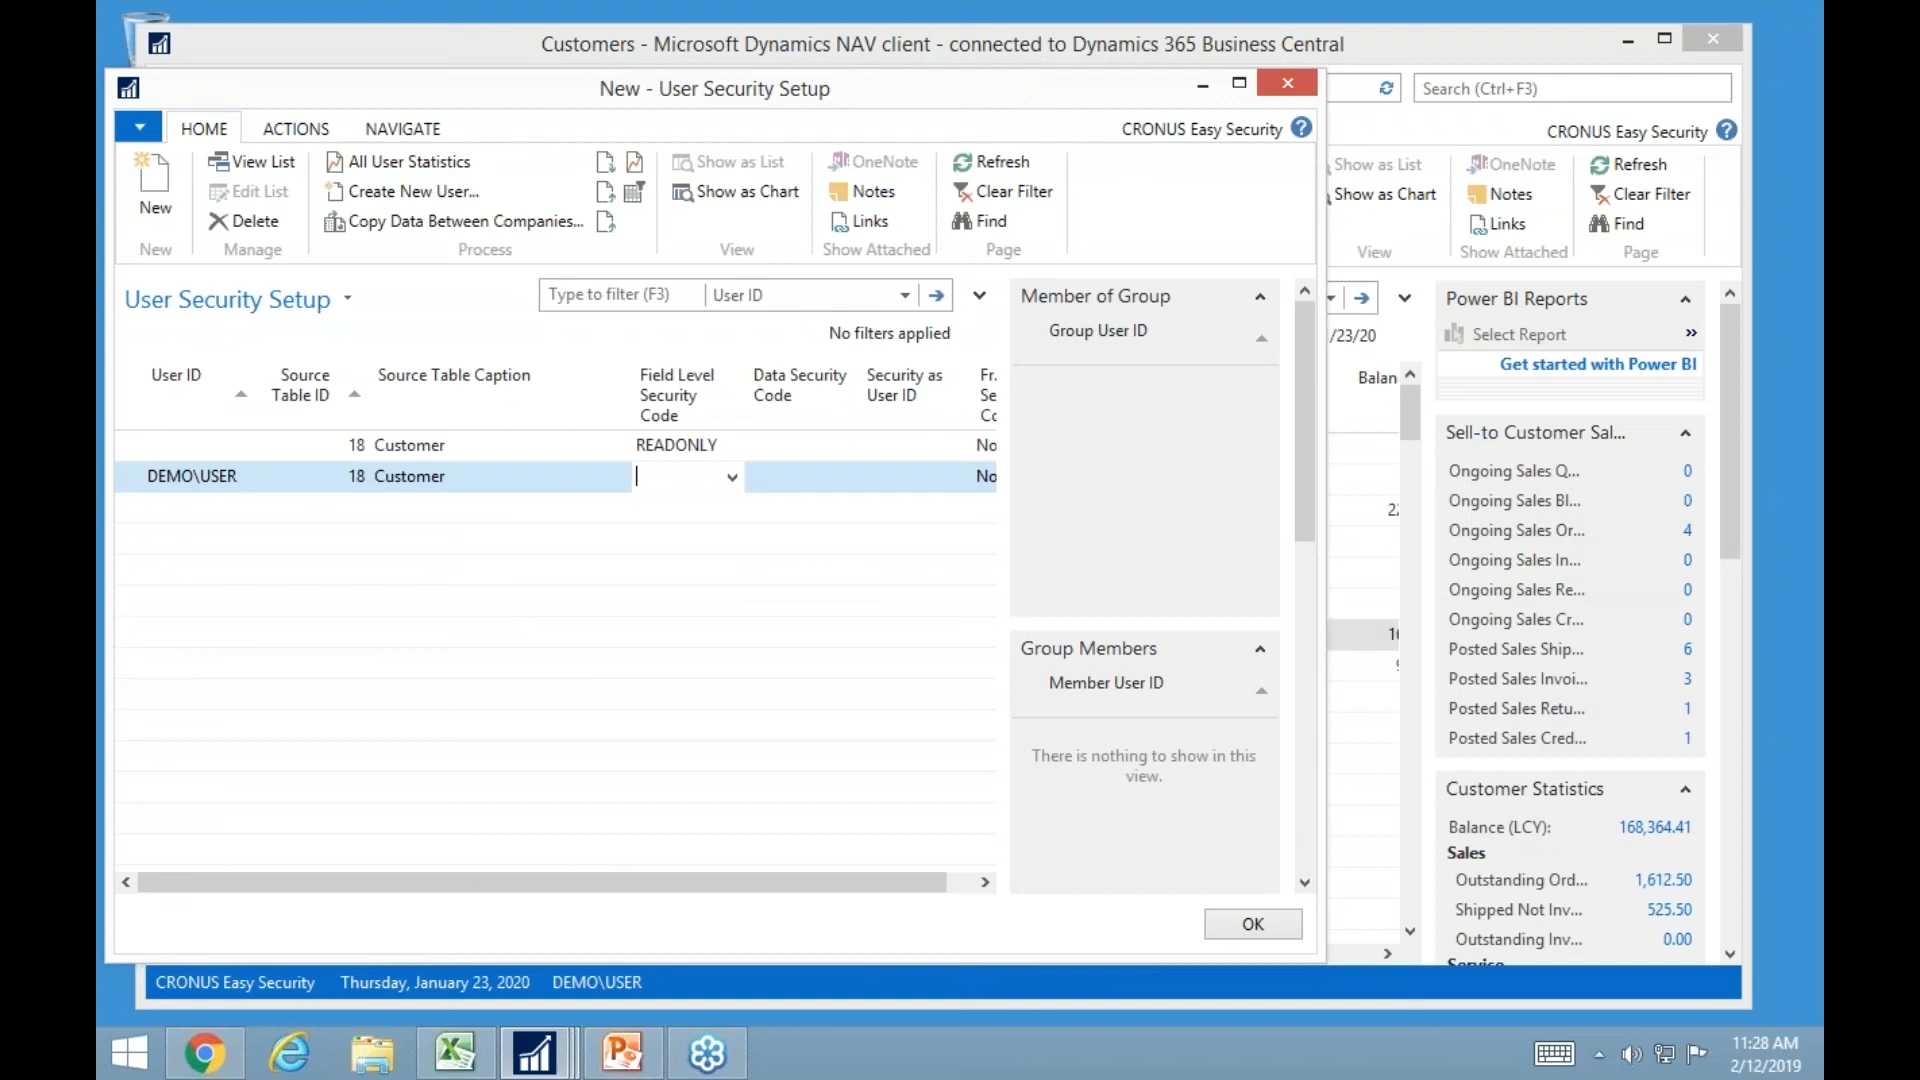 Customers - Microsoft Dynamics NAV client - connected to Dynamics 365 Business Central
New - User Security Setup
Search (Ctrl+F3)
HOME ACTIONS NAVIGATE
CRONUS Easy Security
CRONUS Easy Security
New
View List
Edit List
Delete
All User Statistics
Create New User...
Copy Data Between Companies...
Show as List
Show as Chart
OneNote
Notes
Links
Refresh
Clear Filter
Find
New Manage Process View Show Attached Page
Show as List
Show as Chart
OneNote
Notes
Links
Refresh
Clear Filter
Find
View Show Attached Page
User Security Setup
Type to filter (F3) User ID
No filters applied
User ID
Source Table ID
Source Table Caption
Field Level Security Code
Data Security Code
Security as User ID
Fr. Se Cc
18 Customer READONLY No
DEMO\USER 18 Customer No
Member of Group
Group User ID
Group Members
Member User ID
There is nothing to show in this
view.
OK
/23/20
Balan
Power BI Reports
Select Report
Get started with Power BI
Sell-to Customer Sal...
Ongoing Sales Q... 0
Ongoing Sales Bl... 0
Ongoing Sales Or... 4
Ongoing Sales In... 0
Ongoing Sales Re... 0
Ongoing Sales Cr... 0
Posted Sales Ship... 6
Posted Sales Invoi... 3
Posted Sales Retu... 1
Posted Sales Cred... 1
Customer Statistics
Balance (LCY): 168,364.41
Sales
Outstanding Ord... 1,612.50
Shipped Not Inv... 525.50
Outstanding Inv... 0.00
Service
CRONUS Easy Security Thursday, January 23, 2020 DEMO\USER
11:28 AM
2/12/2019